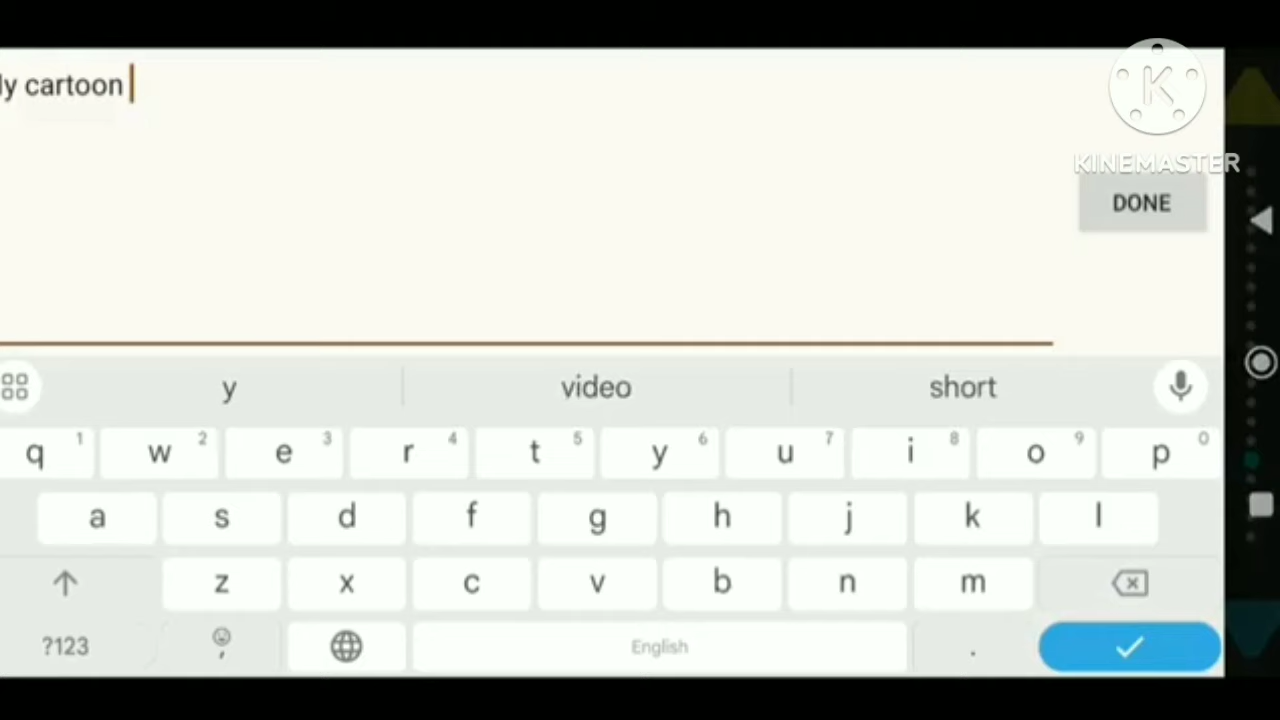 ly cartoon
K
KINEMASTER
DONE
y video short
q 1 w 2 e 3 r 4 t 5 y 6 u 7 i 8 o 9 p 0
a s d f g h j k l
z x c v b n m
?123 , English .